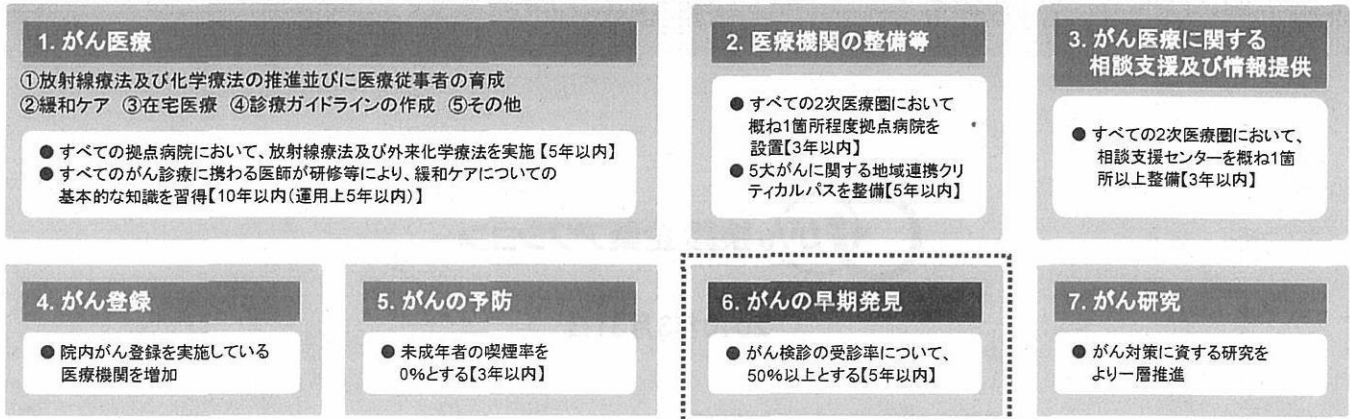 1. がん医療
①放射線療法及び化学療法の推進並びに医療従事者の育成
②緩和ケア ③在宅医療 ④診療ガイドラインの作成 ⑤その他
● すべての拠点病院において、放射線療法及び外来化学療法を実施【5年以内】
● すべてのがん診療に携わる医師が研修等により、緩和ケアについての
基本的な知識を習得【10年以内(運用上5年以内)】
2. 医療機関の整備等
● すべての2次医療圏において
概ね1箇所程度拠点病院を
設置【3年以内】
● 5大がんに関する地域連携クリ
ティカルパスを整備【5年以内】
3. がん医療に関する
相談支援及び情報提供
● すべての2次医療圏において、
相談支援センターを概ね1箇
所以上整備【3年以内】
4. がん登録
● 院内がん登録を実施している
医療機関を増加
5. がんの予防
● 未成年者の喫煙率を
0%とする【3年以内】
6. がんの早期発見
● がん検診の受診率について、
50%以上とする【5年以内】
7. がん研究
● がん対策に資する研究を
より一層推進